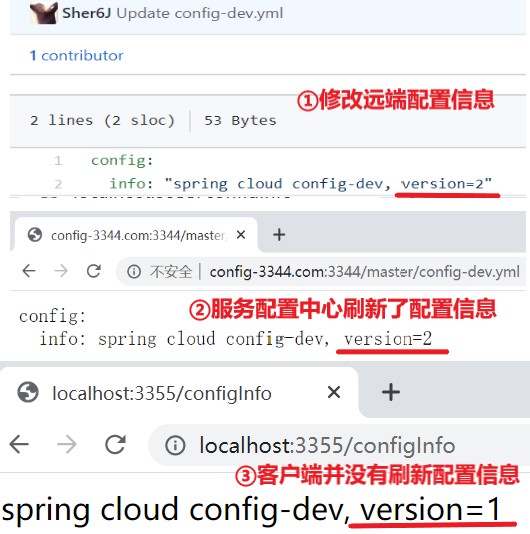 Sher6J Update config-dev.yml
1 contributor
①修改远端配置信息
2 lines (2 sloc) 53 Bytes
1 config:
2 info: "spring cloud config-dev, version=2"
config-3344.com:3344/master/
不安全 config-3344.com:3344/master/config-dev.yml
②服务配置中心刷新了配置信息
config:
info: spring cloud config-dev, version=2
localhost:3355/configInfo
localhost:3355/configInfo
③客户端并没有刷新配置信息
spring cloud config-dev, version=1